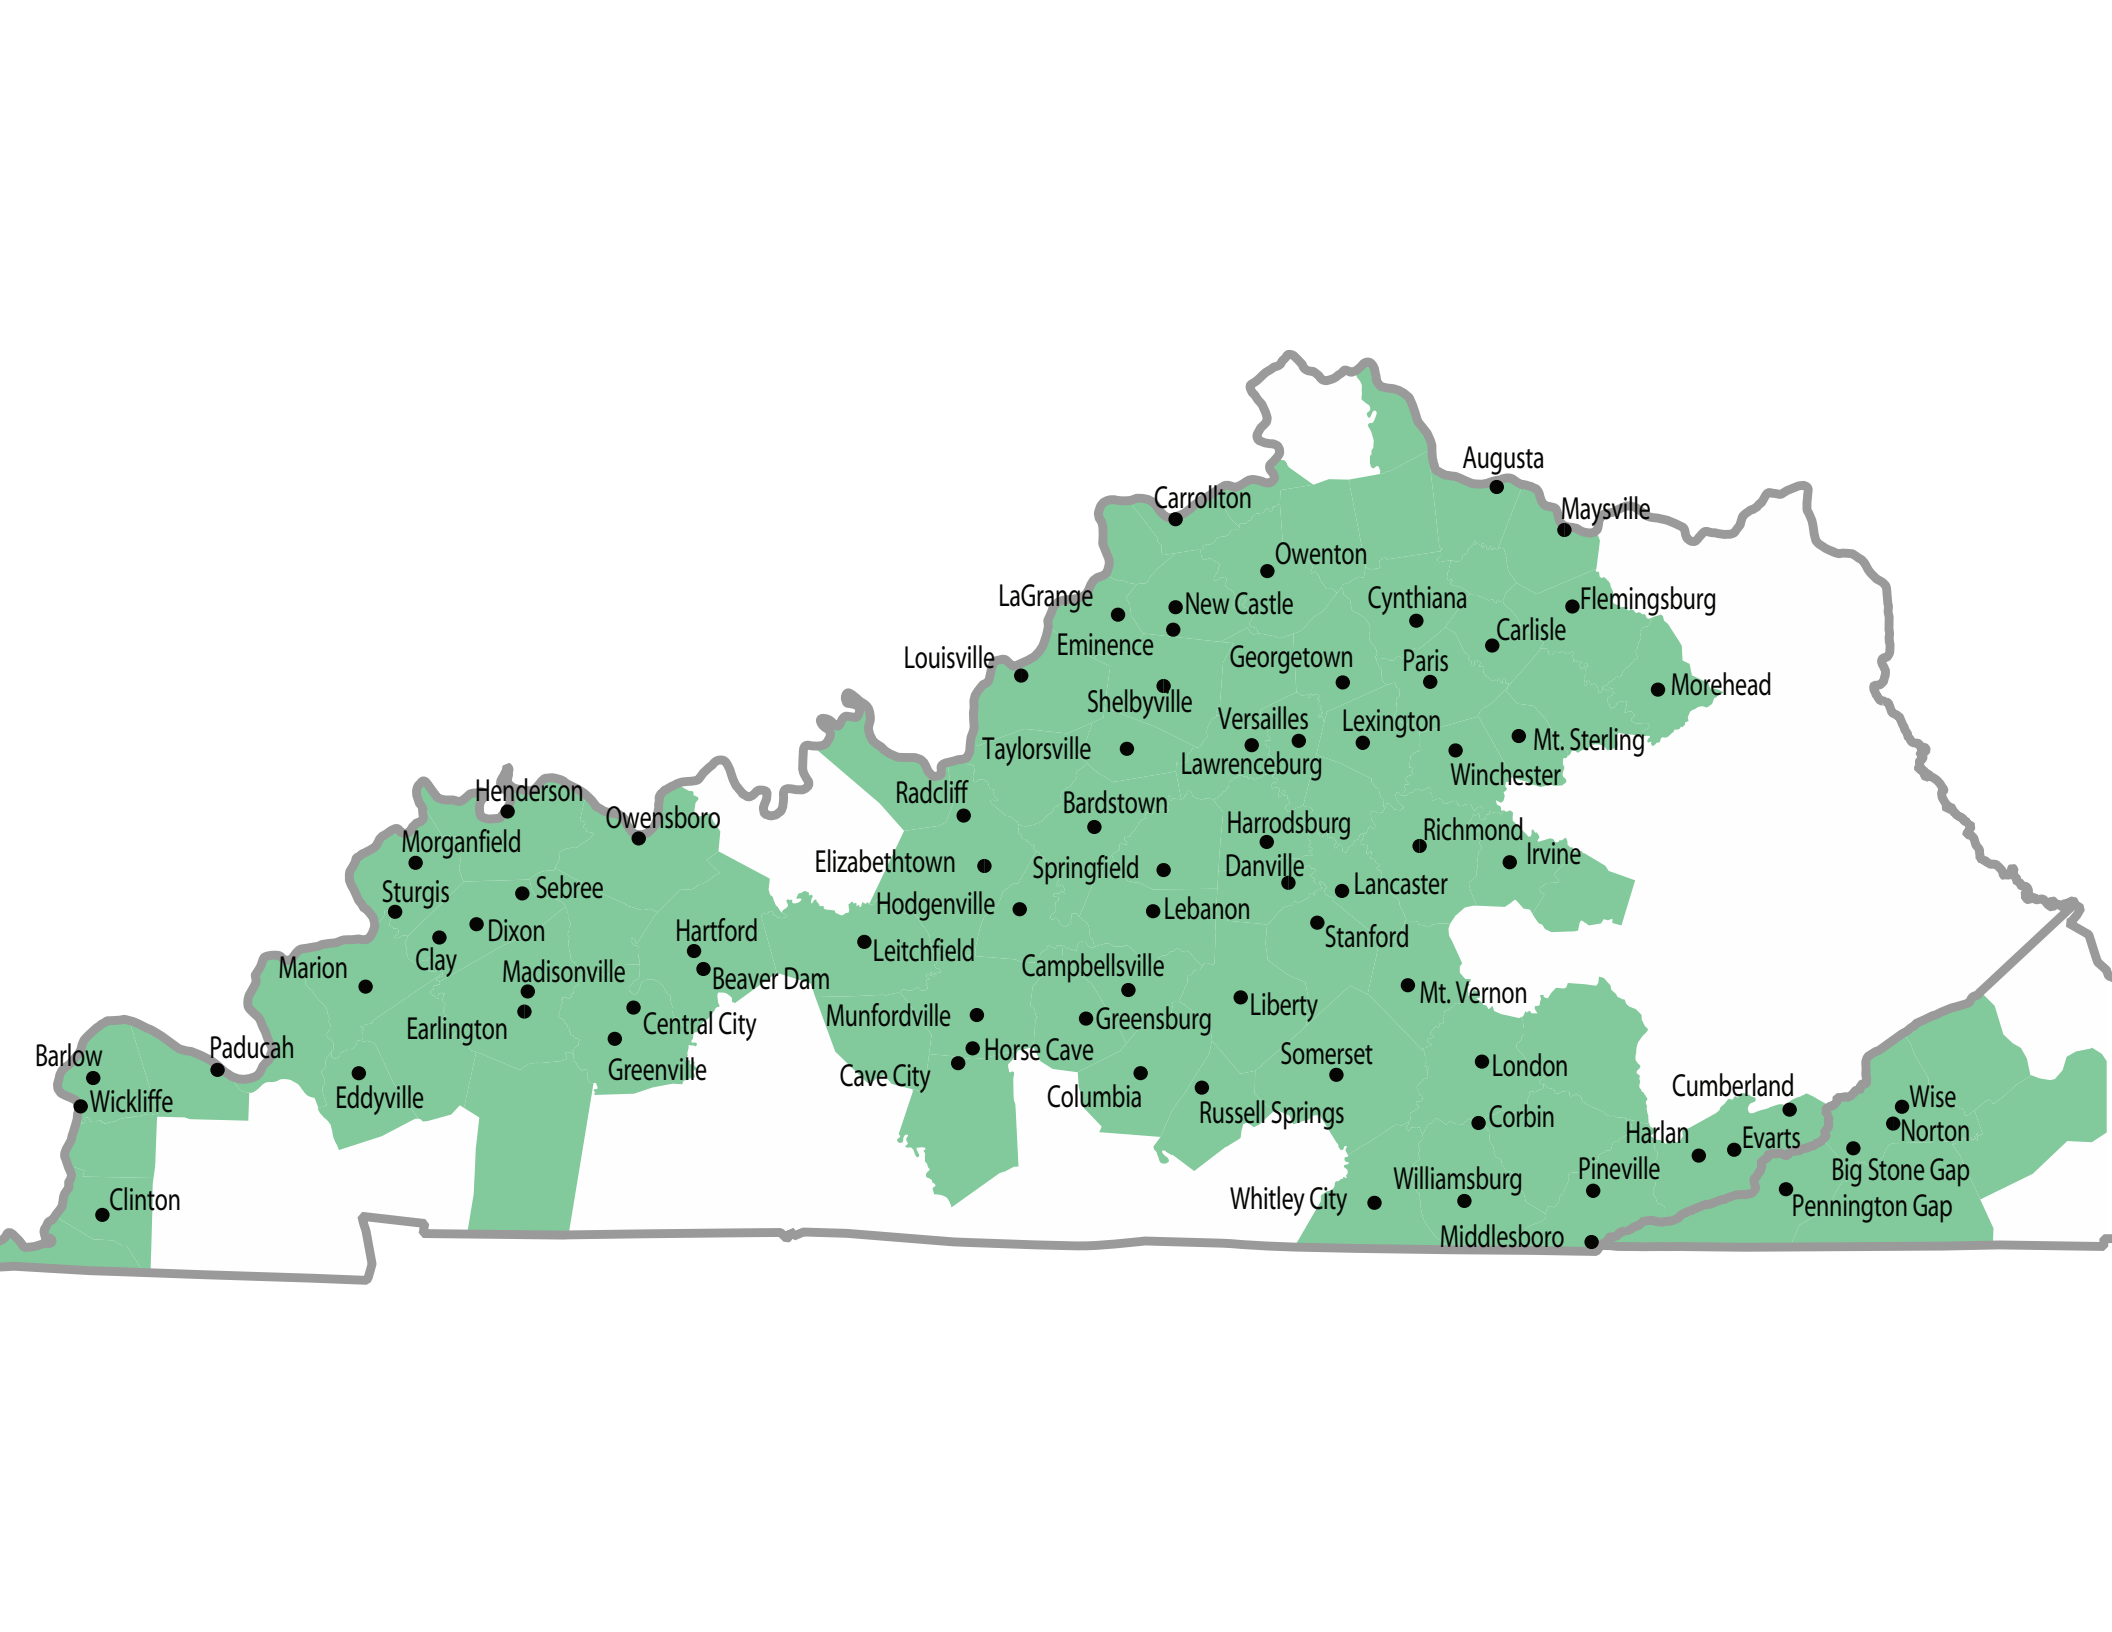 Augusta
Carrollton
Maysville
Owenton
LaGrange
New Castle
Cynthiana
Flemingsburg
Carlisle
Eminence
Louisville
Georgetown
Paris
Morehead
Shelbyville
Versailles
Lexington
Mt. Sterling
Taylorsville
Lawrenceburg
Winchester
Henderson
Radcliff
Bardstown
Owensboro
Harrodsburg
Richmond
Morganfield
Irvine
Elizabethtown
Springfield
Danville
Lancaster
Sturgis
Sebree
Hodgenville
Lebanon
Dixon
Hartford
Stanford
Clay
Leitchfield
Marion
Madisonville
Beaver Dam
Campbellsville
Mt. Vernon
Liberty
Munfordville
Greensburg
Earlington
Central City
Barlow
Paducah
Horse Cave
Somerset
London
Greenville
Cave City
Cumberland
Wickliffe
Eddyville
Columbia
Wise
Russell Springs
Corbin
Harlan
Evarts
Norton
Pineville
Big Stone Gap
Williamsburg
Clinton
Whitley City
Pennington Gap
Middlesboro